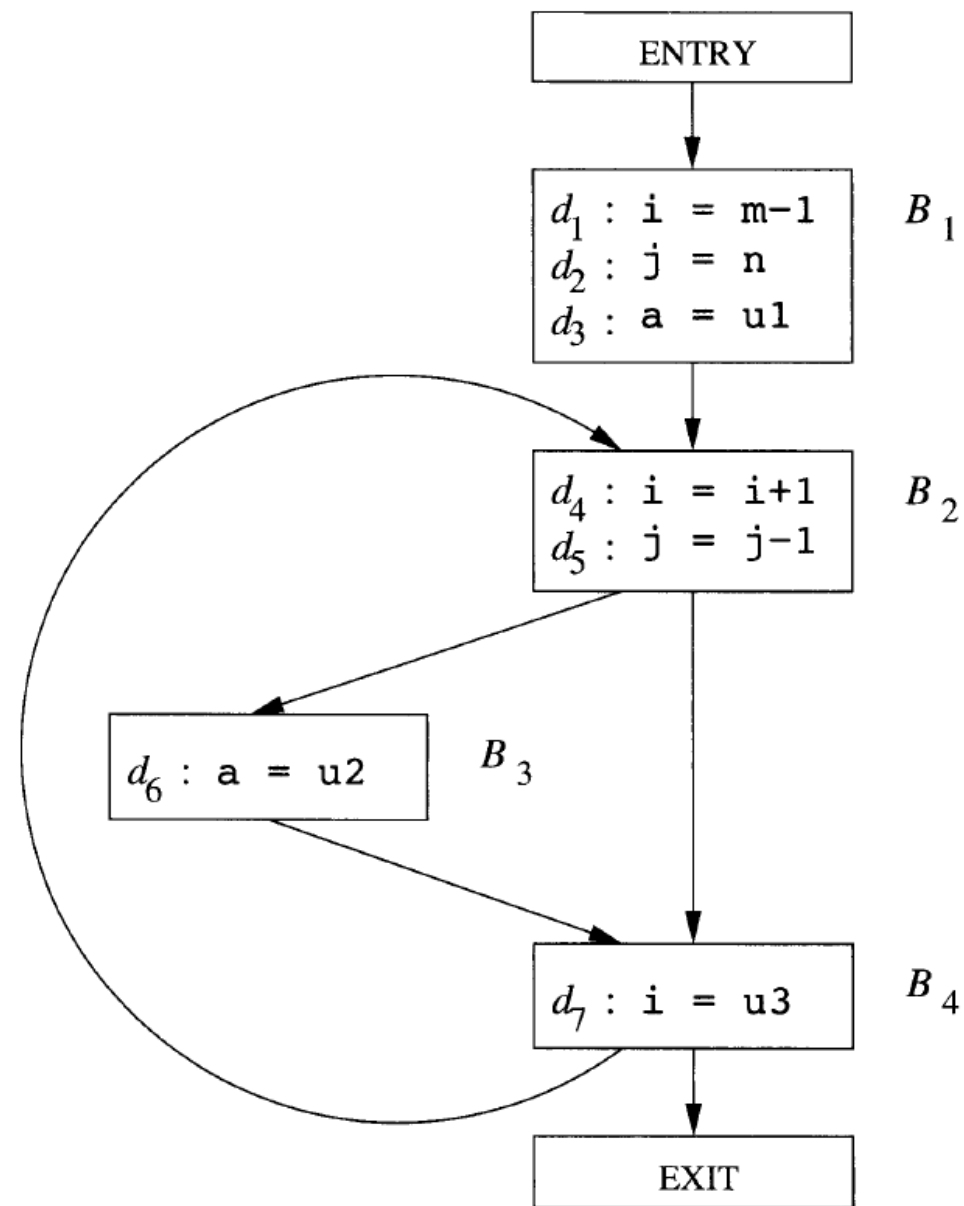 ENTRY
d1 : i = m-1
d2 : j = n
d3 : a = u1
B1
d4 : i = i+1
d5 : j = j-1
B2
d6 : a = u2
B3
d7 : i = u3
B4
EXIT